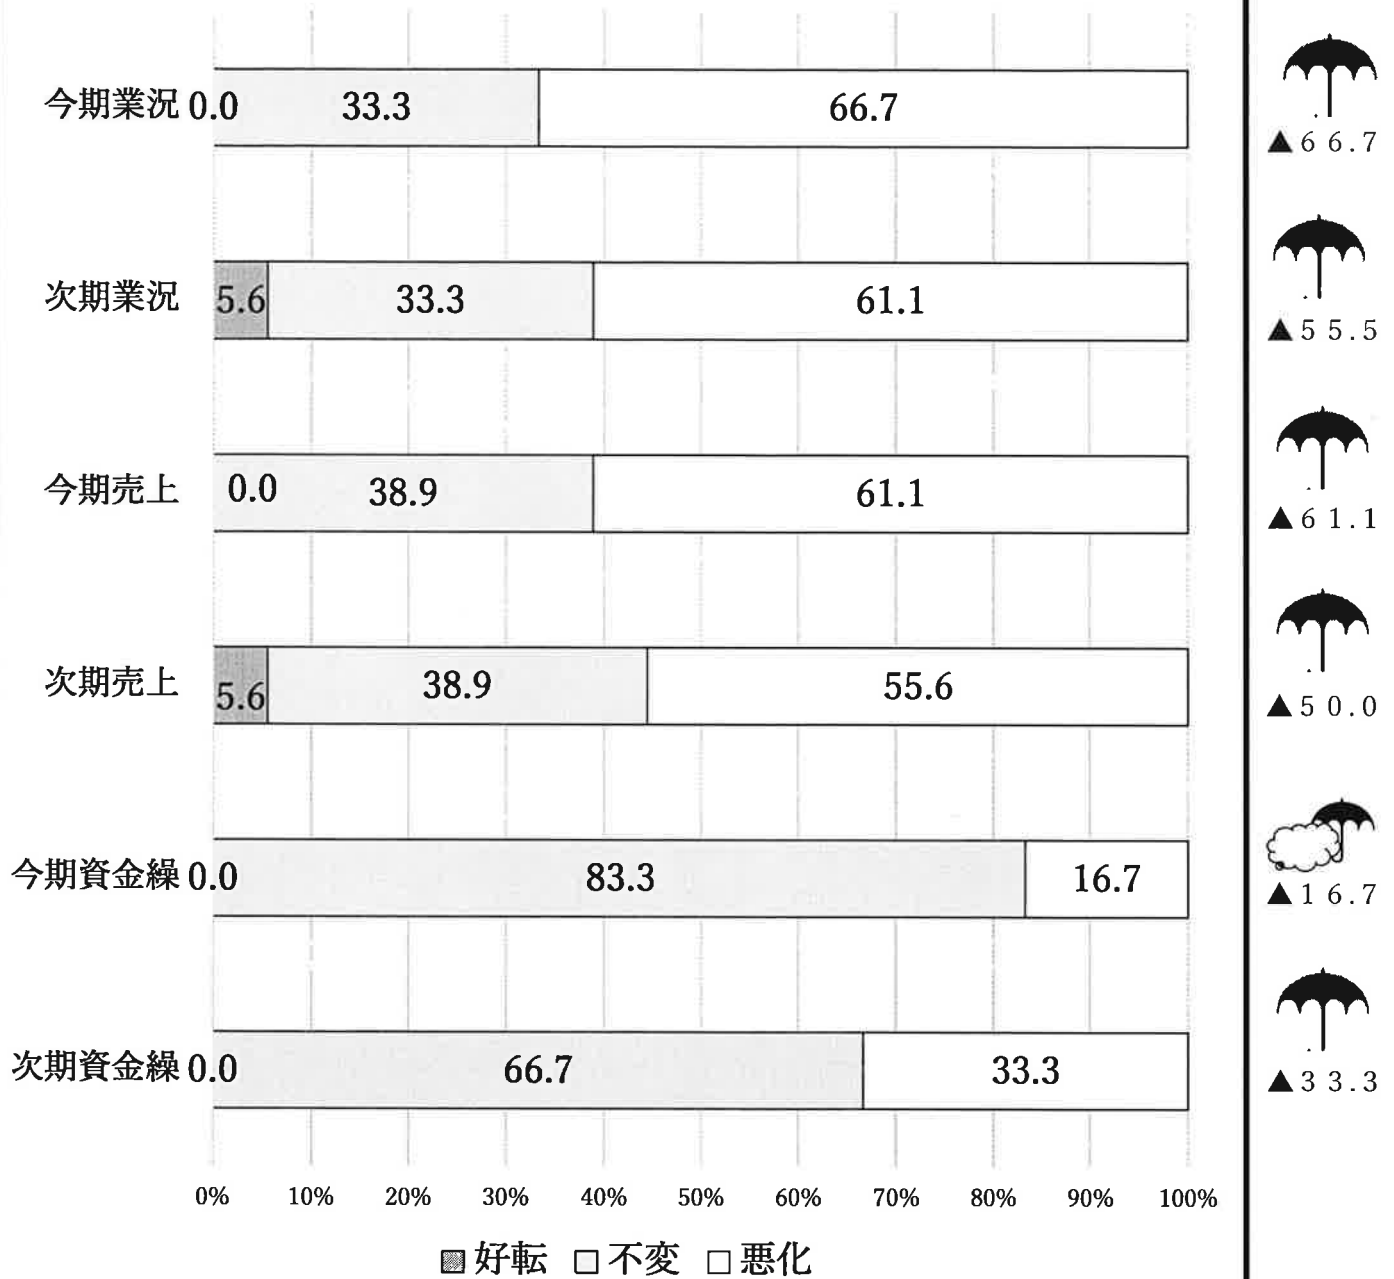 今期業況 0.0 33.3 66.7 ▲66.7
次期業況 5.6 33.3 61.1 ▲55.5
今期売上 0.0 38.9 61.1 ▲61.1
次期売上 5.6 38.9 55.6 ▲50.0
今期資金繰 0.0 83.3 16.7 ▲16.7
次期資金繰 0.0 66.7 33.3 ▲33.3
0% 10% 20% 30% 40% 50% 60% 70% 80% 90% 100%
好転 不変 悪化